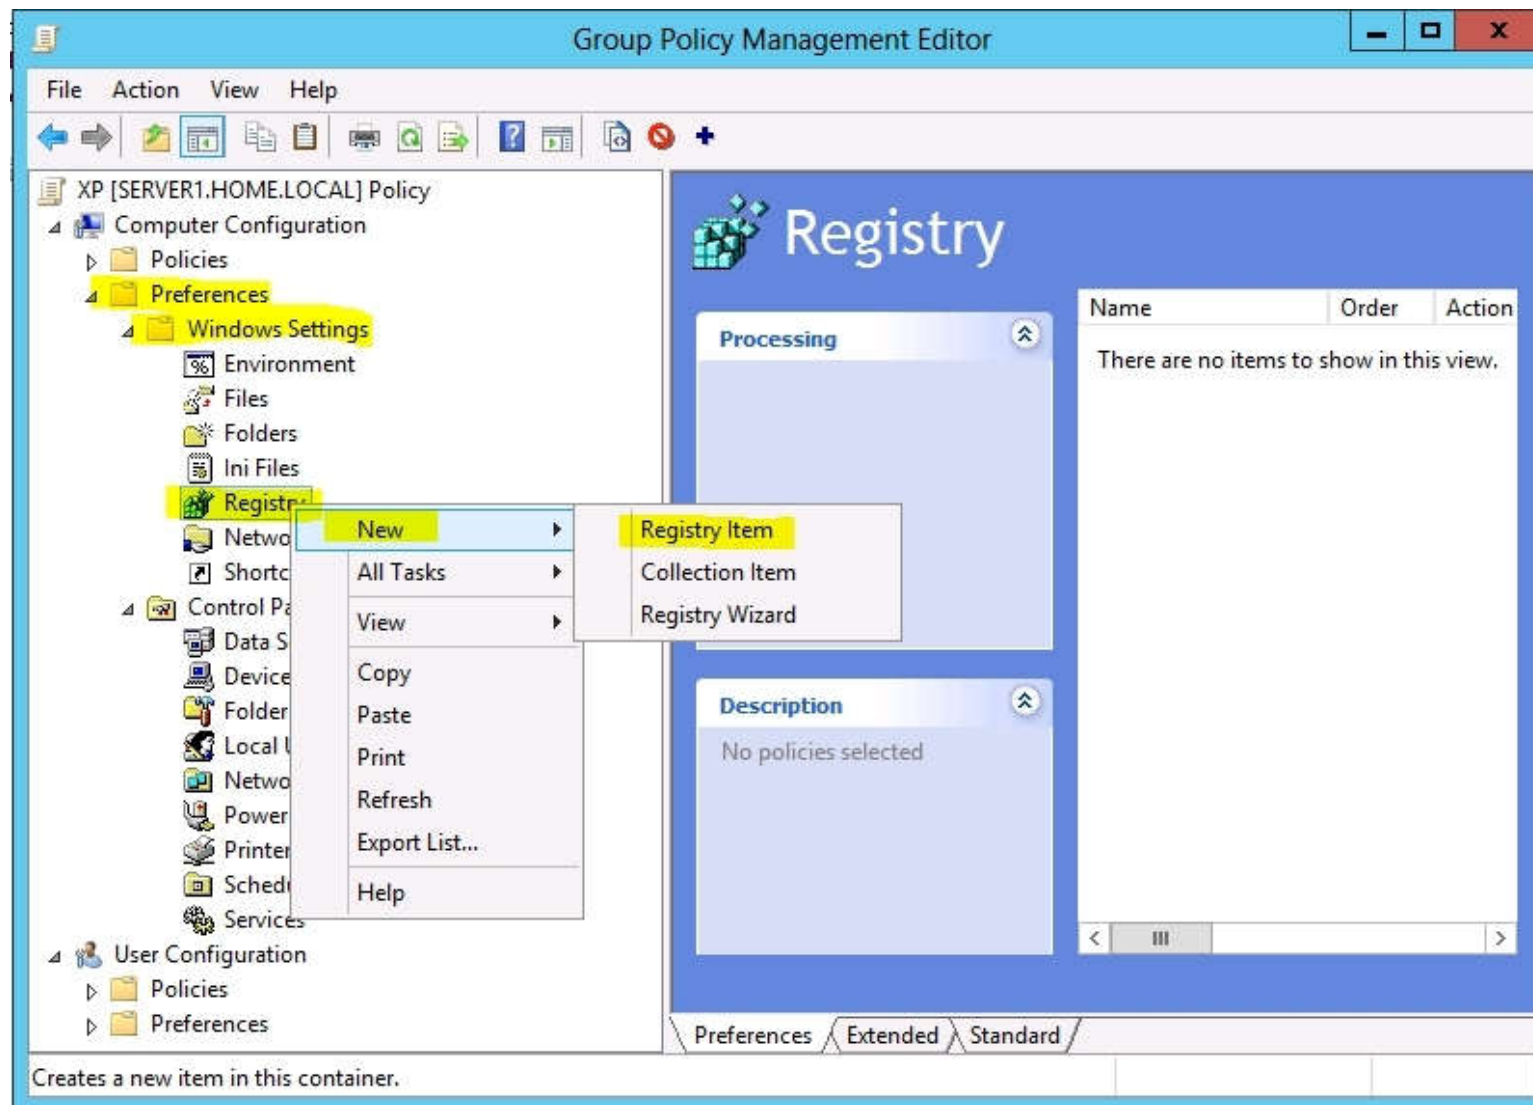 Group Policy Management Editor
File Action View Help
XP [SERVER1.HOME.LOCAL] Policy
Computer Configuration
Policies
Preferences
Windows Settings
Environment
Files
Folders
Ini Files
Registry
Netwo
Shortc
Control Pa
Data S
Device
Folder
Local U
Netwo
Power
Printer
Sched
Services
User Configuration
Policies
Preferences
New
All Tasks
View
Copy
Paste
Print
Refresh
Export List...
Help
Registry Item
Collection Item
Registry Wizard
Registry
Processing
Description
No policies selected
Name Order Action
There are no items to show in this view.
Preferences Extended Standard
Creates a new item in this container.